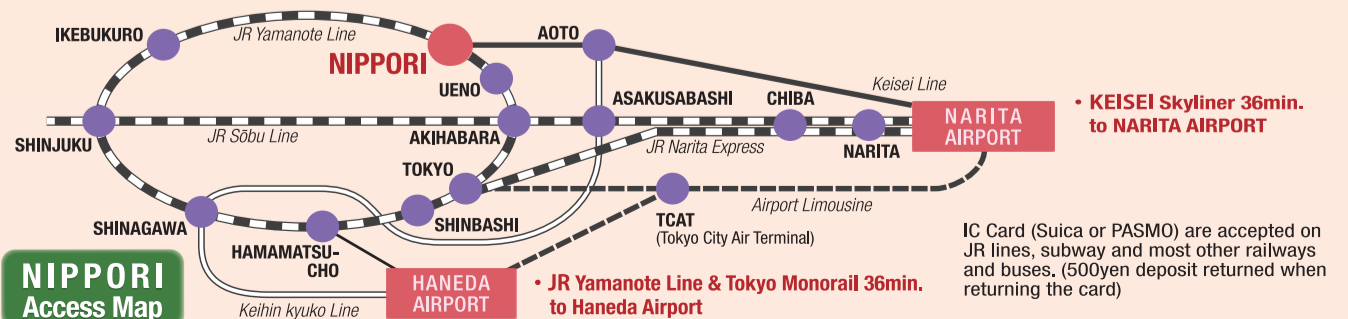 IKEBUKURO
JR Yamanote Line
NIPPORI
AOTO
UENO
Keisei Line
ASAKUSABASHI
CHIBA
NARITA
AIRPORT
• KEISEI Skyliner 36min.
to NARITA AIRPORT
SHINJUKU
JR Sōbu Line
AKIHABARA
JR Narita Express
NARITA
TOKYO
SHINAGAWA
HAMAMATSU-
CHO
SHINBASHI
TCAT
(Tokyo City Air Terminal)
Airport Limousine
IC Card (Suica or PASMO) are accepted on
JR lines, subway and most other railways
and buses. (500yen deposit returned when
returning the card)
NIPPORI
Access Map
Keihin kyuko Line
HANEDA
AIRPORT
• JR Yamanote Line & Tokyo Monorail 36min.
to Haneda Airport